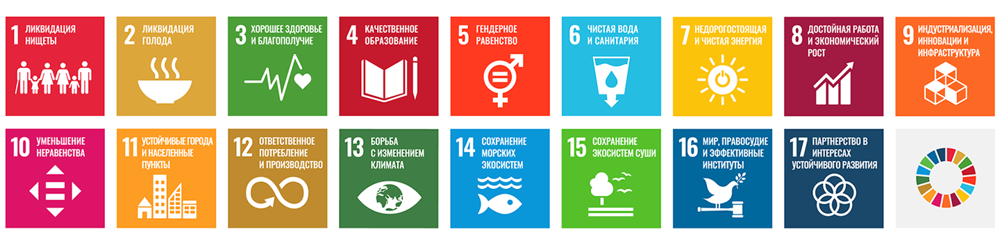 1 ЛИКВИДАЦИЯ
НИЩЕТЫ
2 ЛИКВИДАЦИЯ
ГОЛОДА
3 ХОРОШЕЕ ЗДОРОВЬЕ
И БЛАГОПОЛУЧИЕ
4 КАЧЕСТВЕННОЕ
ОБРАЗОВАНИЕ
5 ГЕНДЕРНОЕ
РАВЕНСТВО
6 ЧИСТАЯ ВОДА
И САНИТАРИЯ
7 НЕДОРОГОСТОЯЩАЯ
И ЧИСТАЯ ЭНЕРГИЯ
8 ДОСТОЙНАЯ РАБОТА
И ЭКОНОМИЧЕСКИЙ
РОСТ
9 ИНДУСТРИАЛИЗАЦИЯ,
ИННОВАЦИИ И
ИНФРАСТРУКТУРА
10 УМЕНЬШЕНИЕ
НЕРАВЕНСТВА
11 УСТОЙЧИВЫЕ ГОРОДА
И НАСЕЛЕННЫЕ
ПУНКТЫ
12 ОТВЕТСТВЕННОЕ
ПОТРЕБЛЕНИЕ
И ПРОИЗВОДСТВО
13 БОРЬБА
С ИЗМЕНЕНИЕМ
КЛИМАТА
14 СОХРАНЕНИЕ
МОРСКИХ
ЭКОСИСТЕМ
15 СОХРАНЕНИЕ
ЭКОСИСТЕМ СУШИ
16 МИР, ПРАВОСУДИЕ
И ЭФФЕКТИВНЫЕ
ИНСТИТУТЫ
17 ПАРТНЕРСТВО В
ИНТЕРЕСАХ
УСТОЙЧИВОГО РАЗВИТИЯ